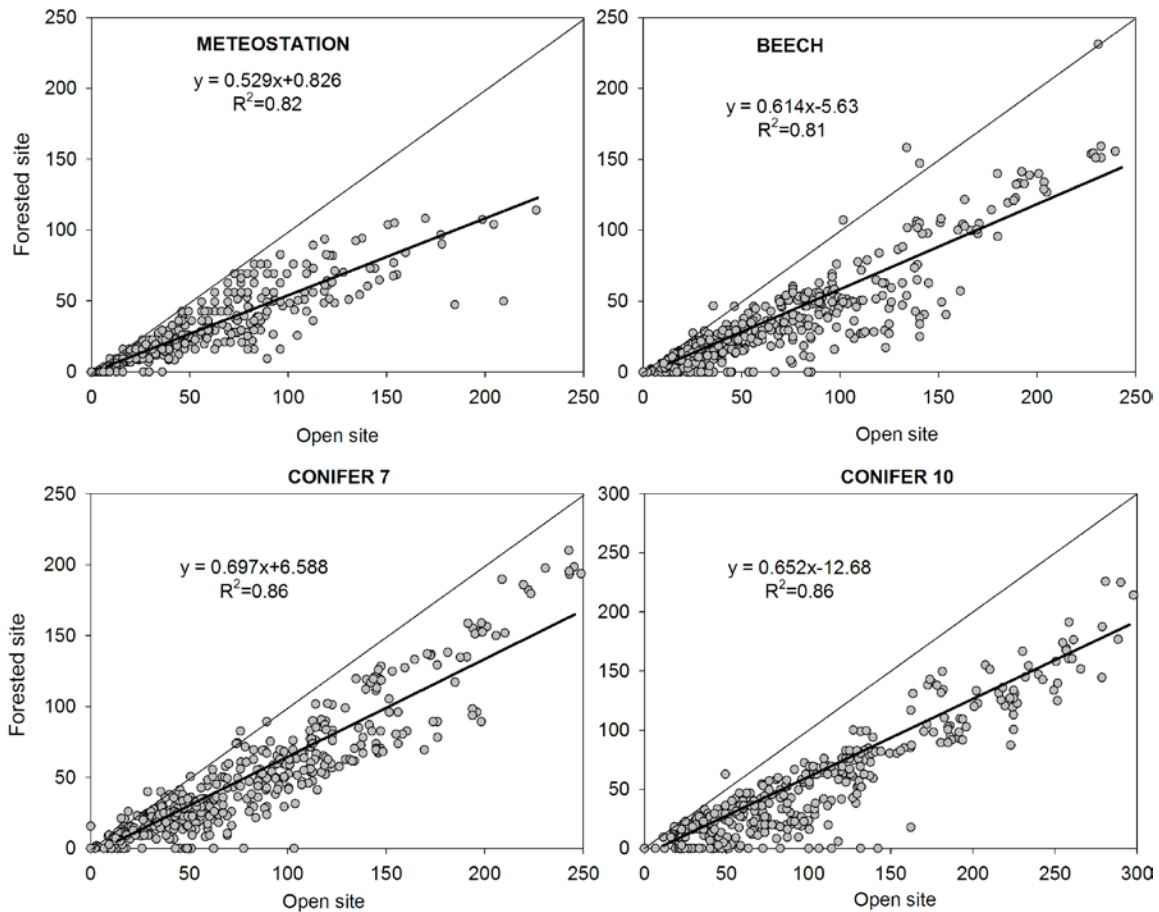 METEOSTATION
y = 0.529x+0.826
R²=0.82
250
200
150
100
50
0
Forested site
0 50 100 150 200 250
Open site
BEECH
y = 0.614x-5.63
R²=0.81
250
200
150
100
50
0
0 50 100 150 200 250
Open site
CONIFER 7
y = 0.697x+6.588
R²=0.86
250
200
150
100
50
0
Forested site
0 50 100 150 200 250
Open site
CONIFER 10
y = 0.652x-12.68
R²=0.86
300
250
200
150
100
50
0
0 50 100 150 200 250 300
Open site